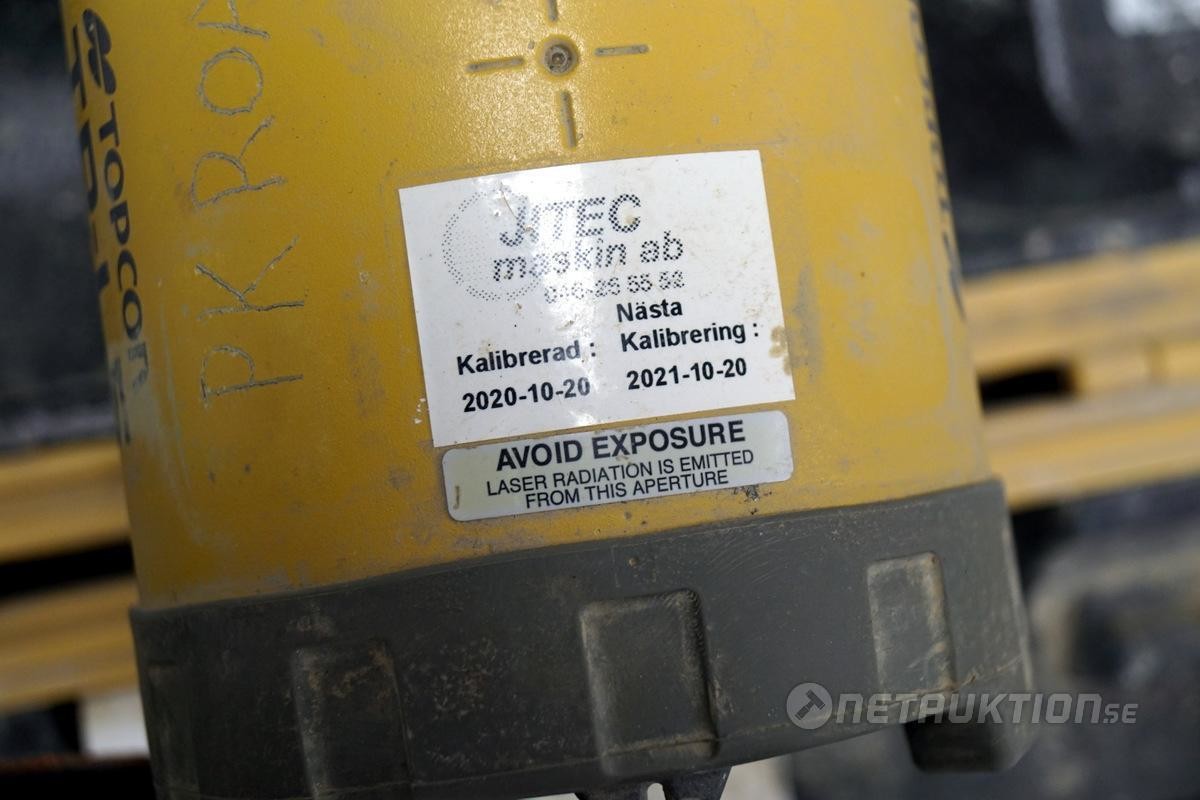 TOPCON
PK ROA
JITEC
maskin ab
Nästa
Kalibrerad :
Kalibrering :
2020-10-20
2021-10-20
AVOID EXPOSURE
LASER RADIATION IS EMITTED
FROM THIS APERTURE
NETAUKTION.SE